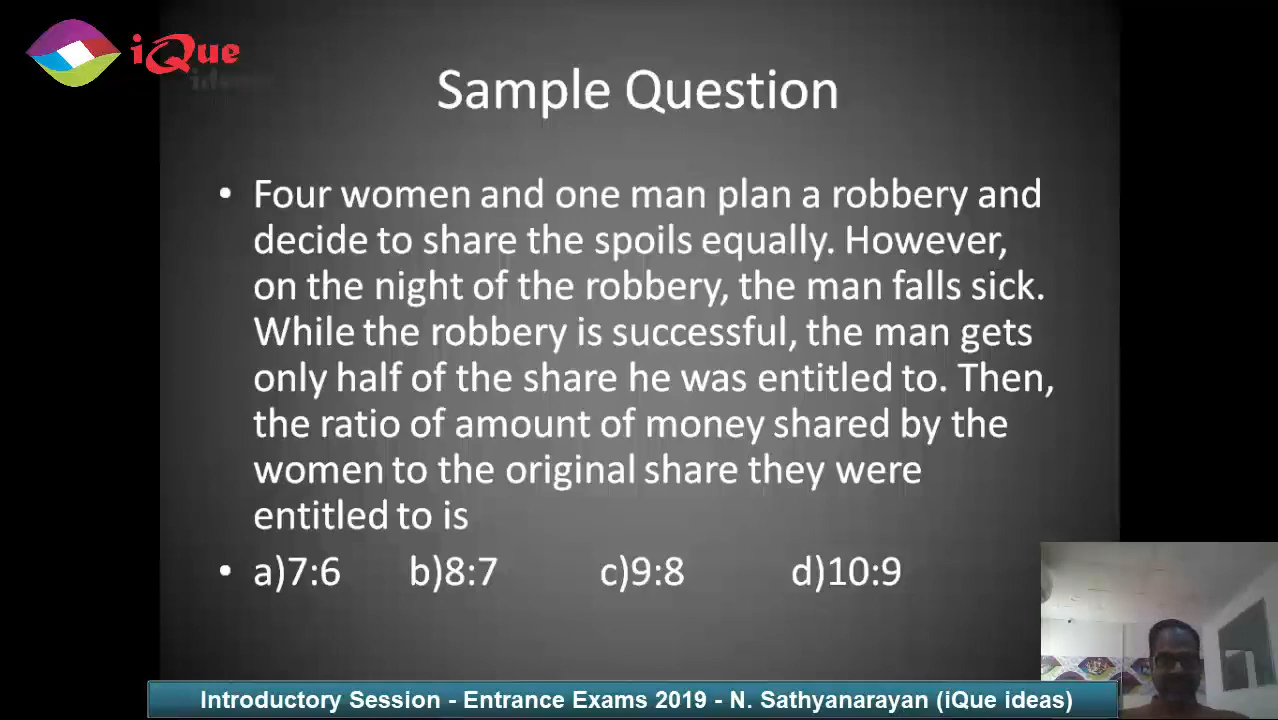 iQue
ideas
Sample Question
• Four women and one man plan a robbery and
decide to share the spoils equally. However,
on the night of the robbery, the man falls sick.
While the robbery is successful, the man gets
only half of the share he was entitled to. Then,
the ratio of amount of money shared by the
women to the original share they were
entitled to is
• a)7:6 b)8:7 c)9:8 d)10:9
Introductory Session - Entrance Exams 2019 - N. Sathyanarayan (iQue ideas)